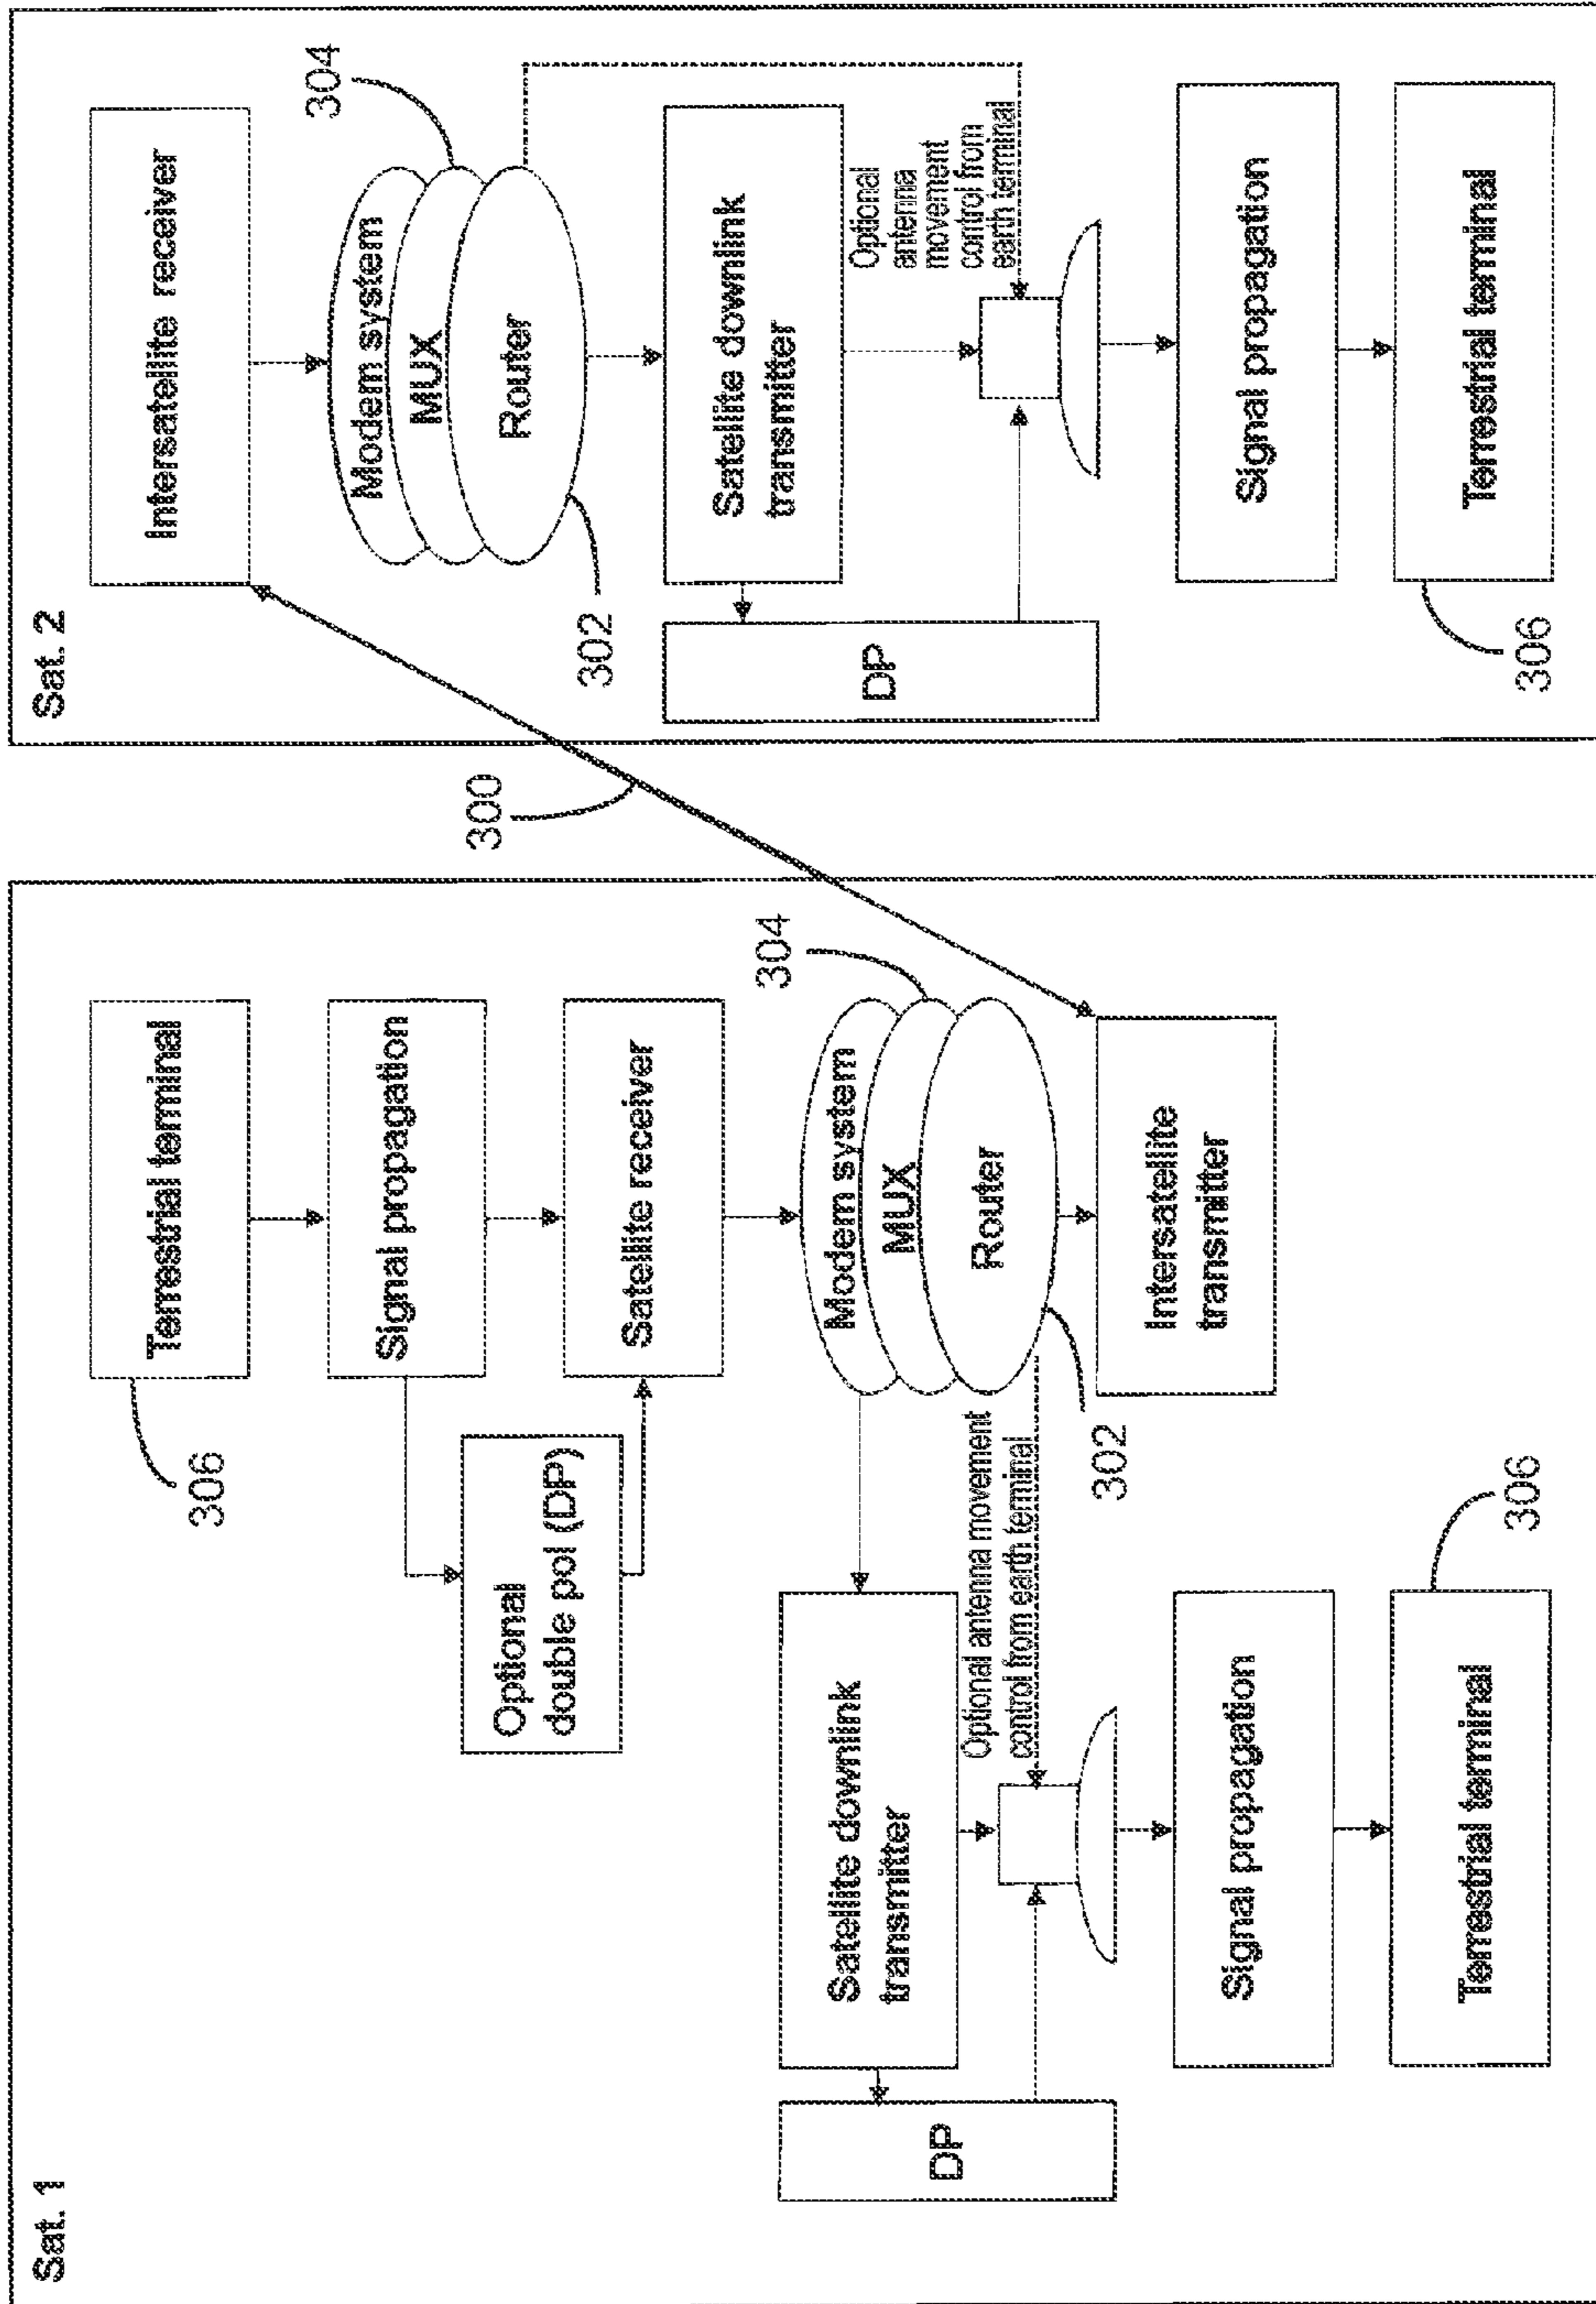 Sat. 1
Terrestrial terminal
306
Signal propagation
Optional
double pol (DP)
Satellite receiver
304
Modem system
MUX
Router
302
Intersatellite
transmitter
Satellite downlink
transmitter
DP
Optional antenna movement
control from earth terminal
Signal propagation
Terrestrial terminal
306
300
Sat. 2
Intersatellite receiver
304
Modem system
MUX
Router
302
Satellite downlink
transmitter
DP
Optional
antenna
movement
control from
earth terminal
Signal propagation
Terrestrial terminal
306